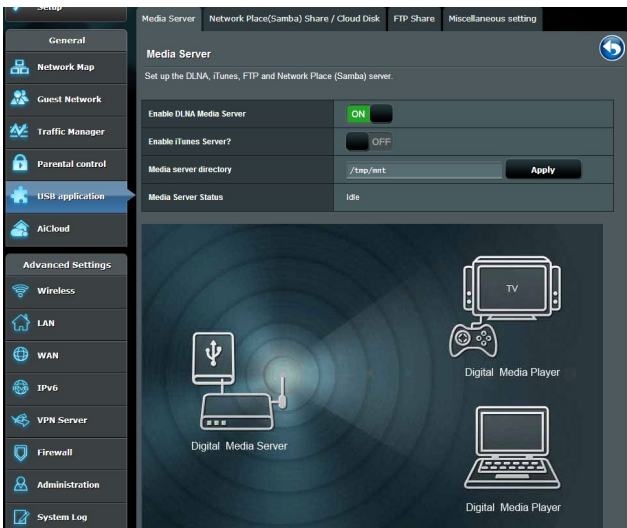 Setup
General
Network Map
Guest Network
Traffic Manager
Parental control
USB application
AiCloud
Advanced Settings
Wireless
LAN
WAN
IPv6
VPN Server
Firewall
Administration
System Log
Media Server
Network Place(Samba) Share / Cloud Disk
FTP Share
Miscellaneous setting
Media Server
Set up the DLNA, iTunes, FTP and Network Place (Samba) server.
Enable DLNA Media Server ON
Enable iTunes Server? OFF
Media server directory /tmp/mnt Apply
Media Server Status Idle
TV
Digital Media Player
Digital Media Server
Digital Media Player